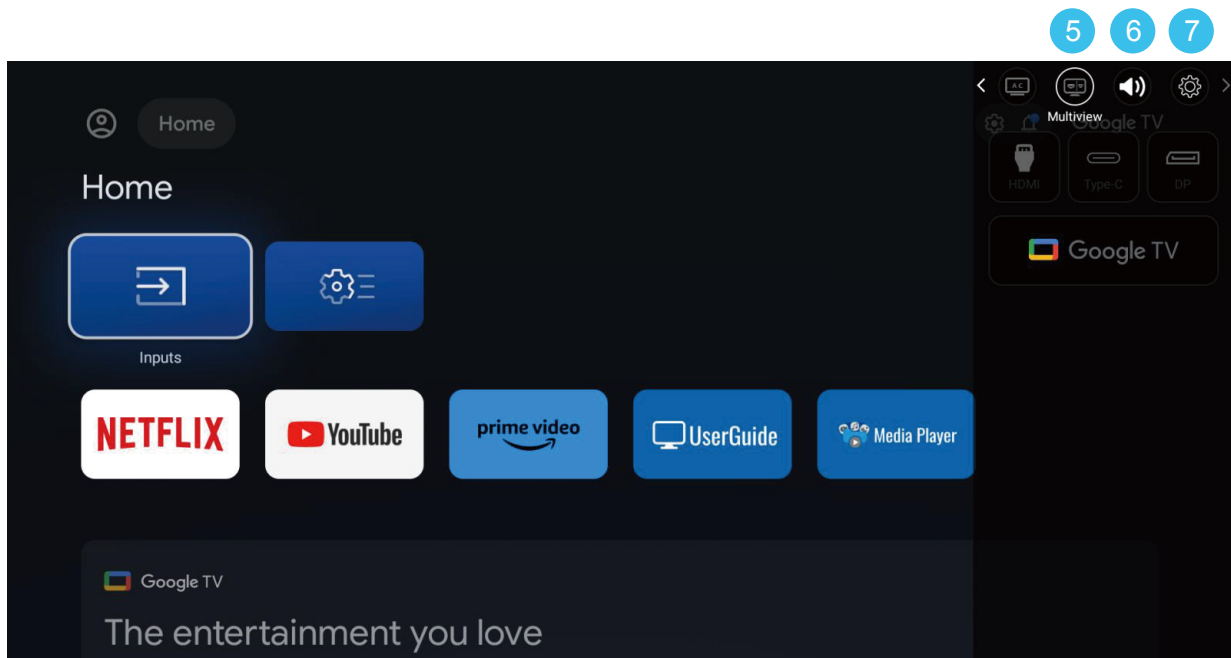 5 6 7
AC
Multiview
Home
Google TV
Home
HDMI Type-C DP
Google TV
Inputs
NETFLIX YouTube prime video UserGuide Media Player
Google TV
The entertainment you love